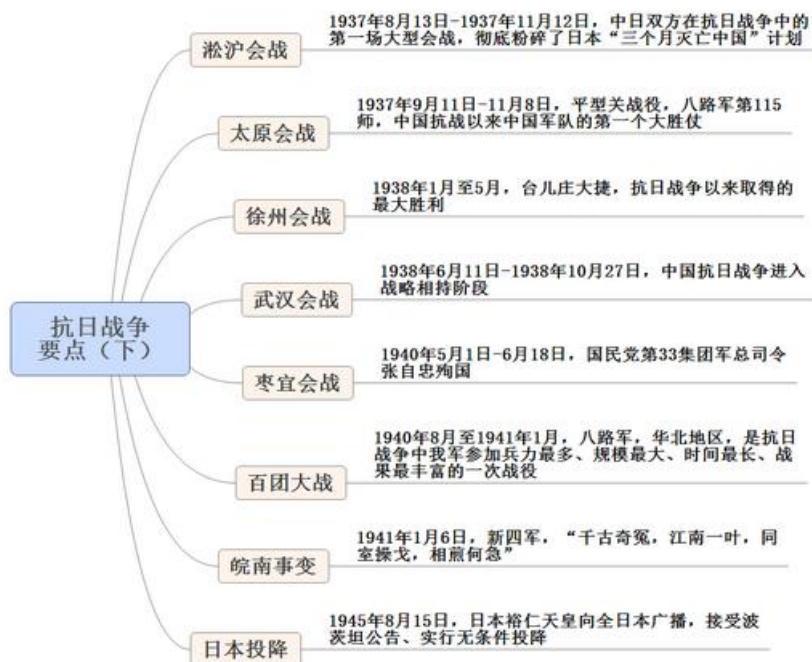 淞沪会战
1937年8月13日-1937年11月12日，中日双方在抗日战争中的
第一场大型会战，彻底粉碎了日本“三个月灭亡中国”计划
太原会战
1937年9月11日-11月8日，平型关战役，八路军第115
师，中国抗战以来中国军队的第一个大胜仗
徐州会战
1938年1月至5月，台儿庄大捷，抗日战争以来取得的
最大胜利
武汉会战
1938年6月11日-1938年10月27日，中国抗日战争进入
战略相持阶段
抗日战争
要点（下）
枣宜会战
1940年5月1日-6月18日，国民党第33集团军总司令
张自忠殉国
百团大战
1940年8月至1941年1月，八路军，华北地区，是抗日
战争中我军参加兵力最多、规模最大、时间最长、战
果最丰富的一次战役
皖南事变
1941年1月6日，新四军，“千古奇冤，江南一叶，同
室操戈，相煎何急”
日本投降
1945年8月15日，日本裕仁天皇向全日本广播，接受波
茨坦公告、实行无条件投降